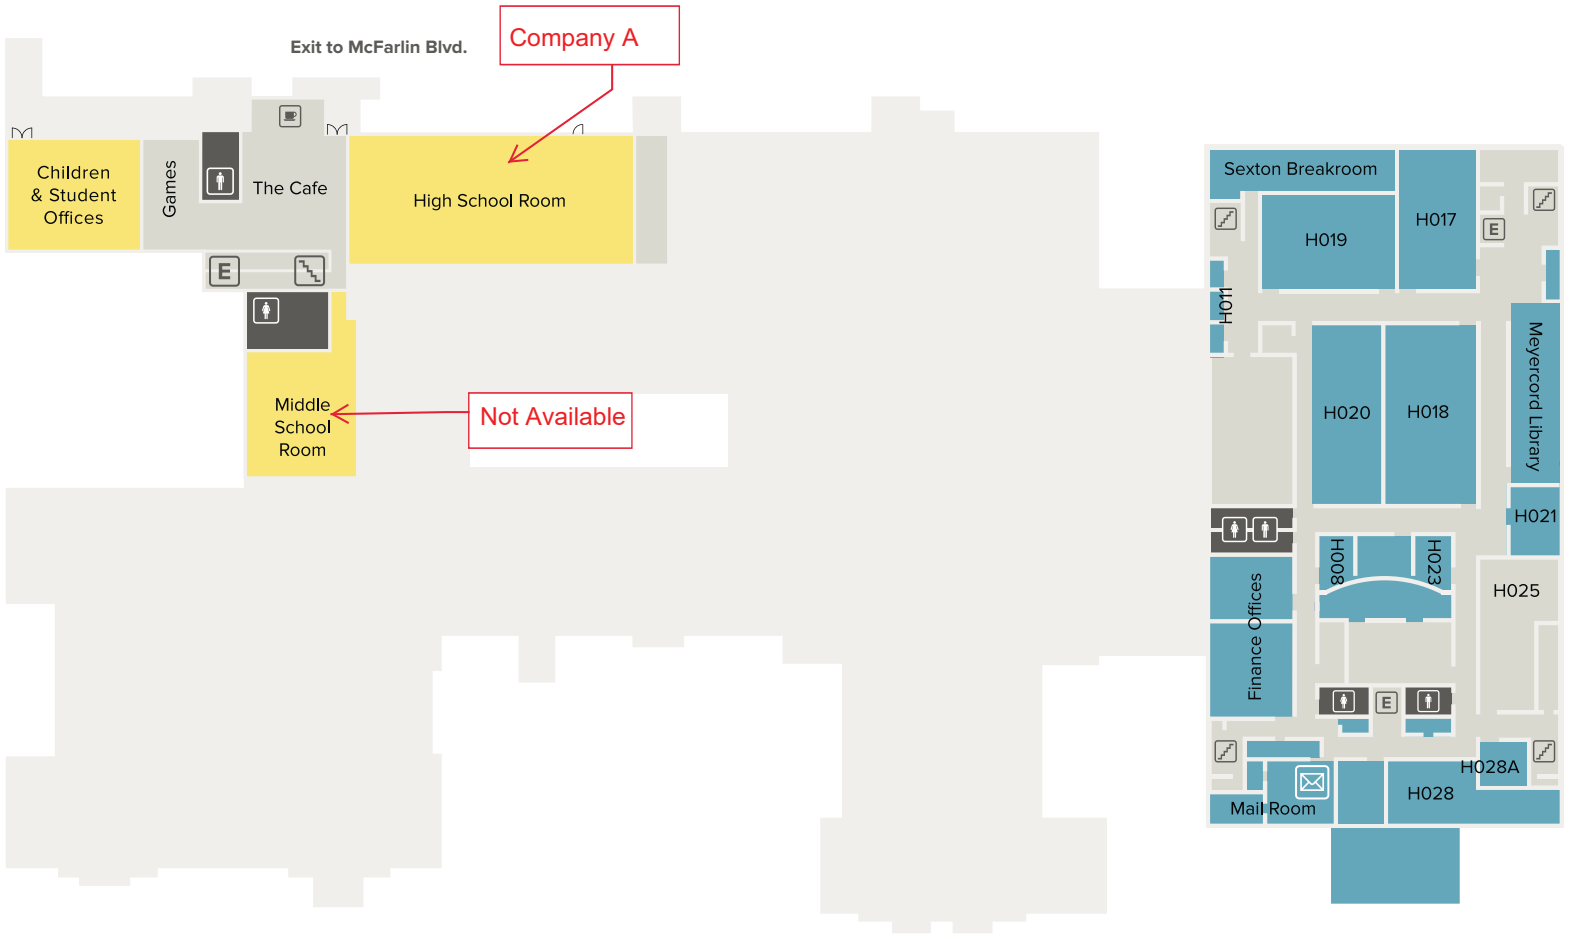 Exit to McFarlin Blvd.
Company A
Children
& Student
Offices
Games
The Cafe
High School Room
E
Middle
School
Room
Not Available
Sexton Breakroom
H017
H019
E
H011
H020
H018
Meyercord Library
H021
H008
H023
H025
Finance Offices
E
H028A
H028
Mail Room